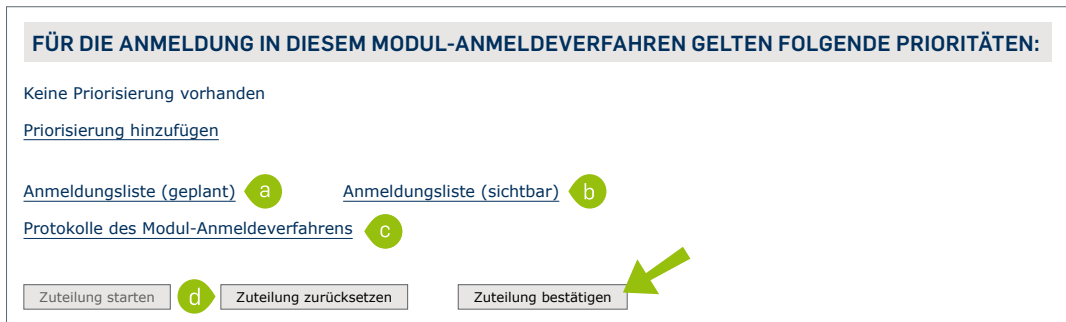 FÜR DIE ANMELDUNG IN DIESEM MODUL-ANMELDEVERFAHREN GELTEN FOLGENDE PRIORITÄTEN:
Keine Priorisierung vorhanden
Priorisierung hinzufügen
Anmeldungsliste (geplant) a Anmeldungsliste (sichtbar) b
Protokolle des Modul-Anmeldeverfahrens c
Zuteilung starten d Zuteilung zurücksetzen Zuteilung bestätigen